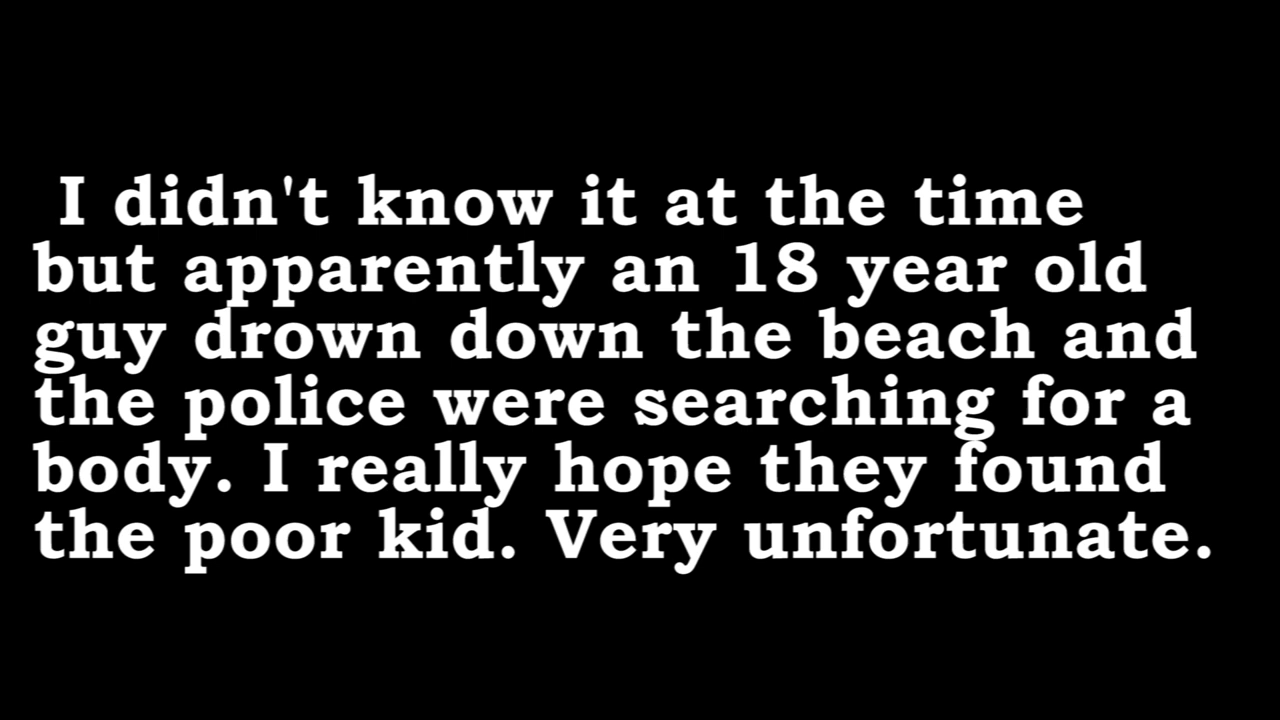 I didn't know it at the time
but apparently an 18 year old
guy drown down the beach and
the police were searching for a
body. I really hope they found
the poor kid. Very unfortunate.